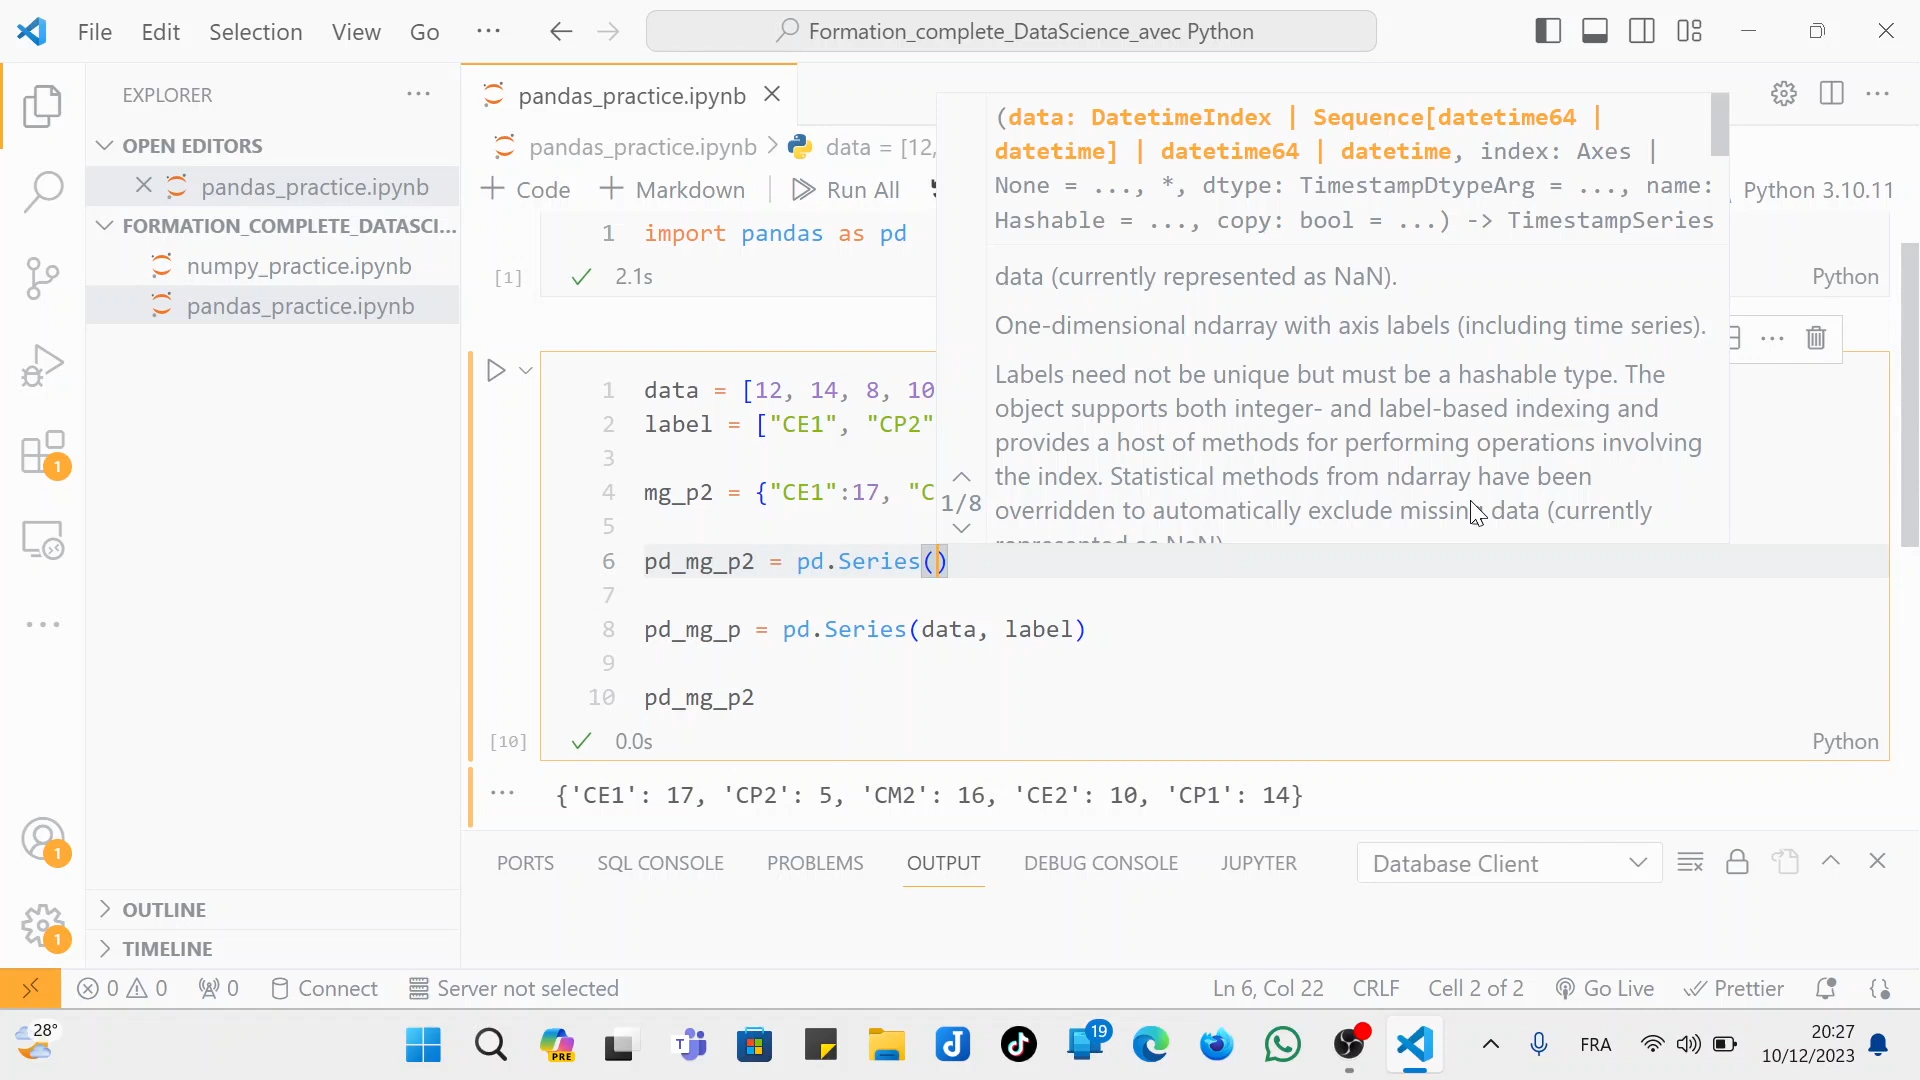 File Edit Selection View Go ... Formation_complete_DataScience_avec Python
EXPLORER
OPEN EDITORS
pandas_practice.ipynb
FORMATION_COMPLETE_DATASCI...
numpy_practice.ipynb
pandas_practice.ipynb
OUTLINE
TIMELINE
pandas_practice.ipynb
pandas_practice.ipynb > data = [12,
+ Code + Markdown Run All
Python 3.10.11
1 import pandas as pd
[1] 2.1s
Python
(data: DatetimeIndex | Sequence[datetime64 |
datetime] | datetime64 | datetime, index: Axes |
None = ..., *, dtype: TimestampDtypeArg = ..., name:
Hashable = ..., copy: bool = ...) -> TimestampSeries
data (currently represented as NaN).
One-dimensional ndarray with axis labels (including time series).
Labels need not be unique but must be a hashable type. The
object supports both integer- and label-based indexing and
provides a host of methods for performing operations involving
the index. Statistical methods from ndarray have been
overridden to automatically exclude missing data (currently
represented as NaN)
1/8
1 data = [12, 14, 8, 10
2 label = ["CE1", "CP2"
3
4 mg_p2 = {"CE1":17, "C
5
6 pd_mg_p2 = pd.Series()
7
8 pd_mg_p = pd.Series(data, label)
9
10 pd_mg_p2
[10] 0.0s
Python
{'CE1': 17, 'CP2': 5, 'CM2': 16, 'CE2': 10, 'CP1': 14}
PORTS SQL CONSOLE PROBLEMS OUTPUT DEBUG CONSOLE JUPYTER Database Client
1
1
1
0 0 0 Connect Server not selected Ln 6, Col 22 CRLF Cell 2 of 2 Go Live Prettier
28° PRE 19 FRA 20:27
10/12/2023